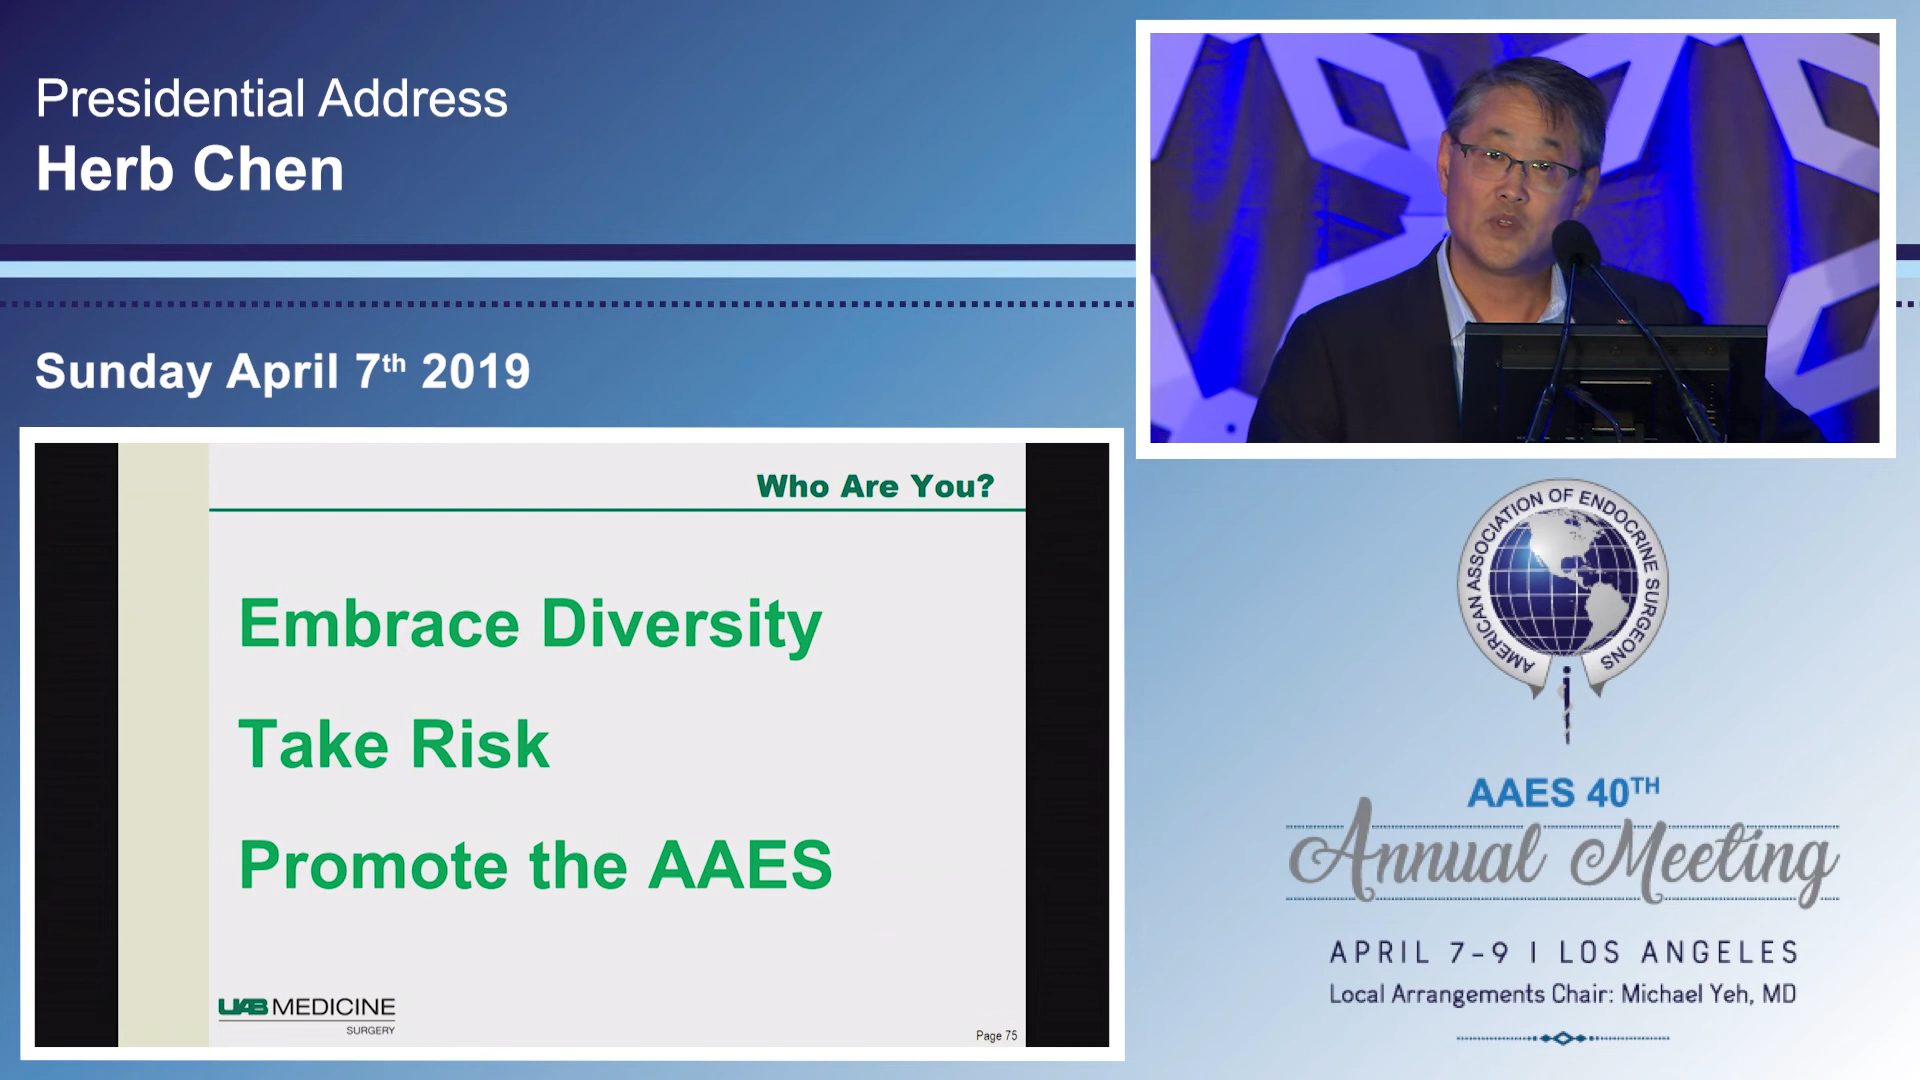 Presidential Address
Herb Chen
Sunday April 7th 2019
Who Are You?
Embrace Diversity
Take Risk
Promote the AAES
UAB MEDICINE
SURGERY
Page 75
AMERICAN ASSOCIATION OF ENDOCRINE SURGEONS
AAES 40TH
Annual Meeting
APRIL 7-9 | LOS ANGELES
Local Arrangements Chair: Michael Yeh, MD